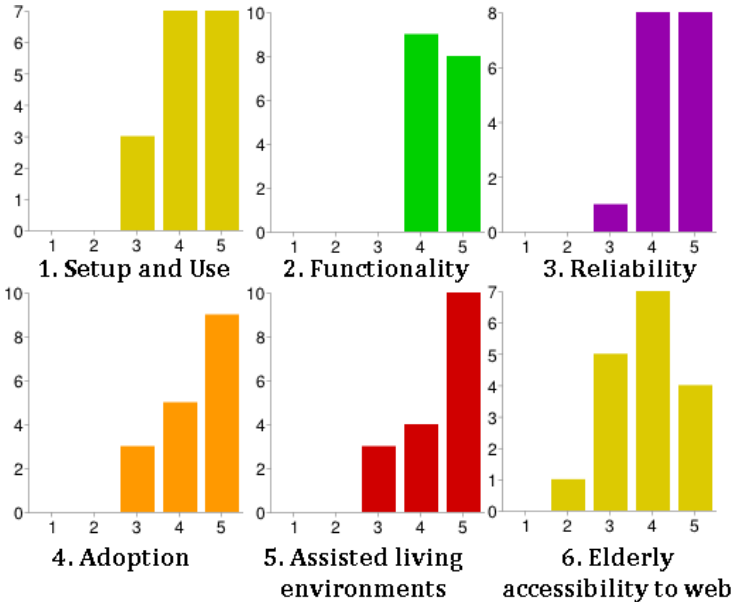 7
6
5
4
3
2
1
0
1 2 3 4 5
1. Setup and Use
10
8
6
4
2
0
1 2 3 4 5
2. Functionality
8
6
4
2
0
1 2 3 4 5
3. Reliability
10
8
6
4
2
0
1 2 3 4 5
4. Adoption
10
8
6
4
2
0
1 2 3 4 5
5. Assisted living
environments
7
6
5
4
3
2
1
0
1 2 3 4 5
6. Elderly
accessibility to web